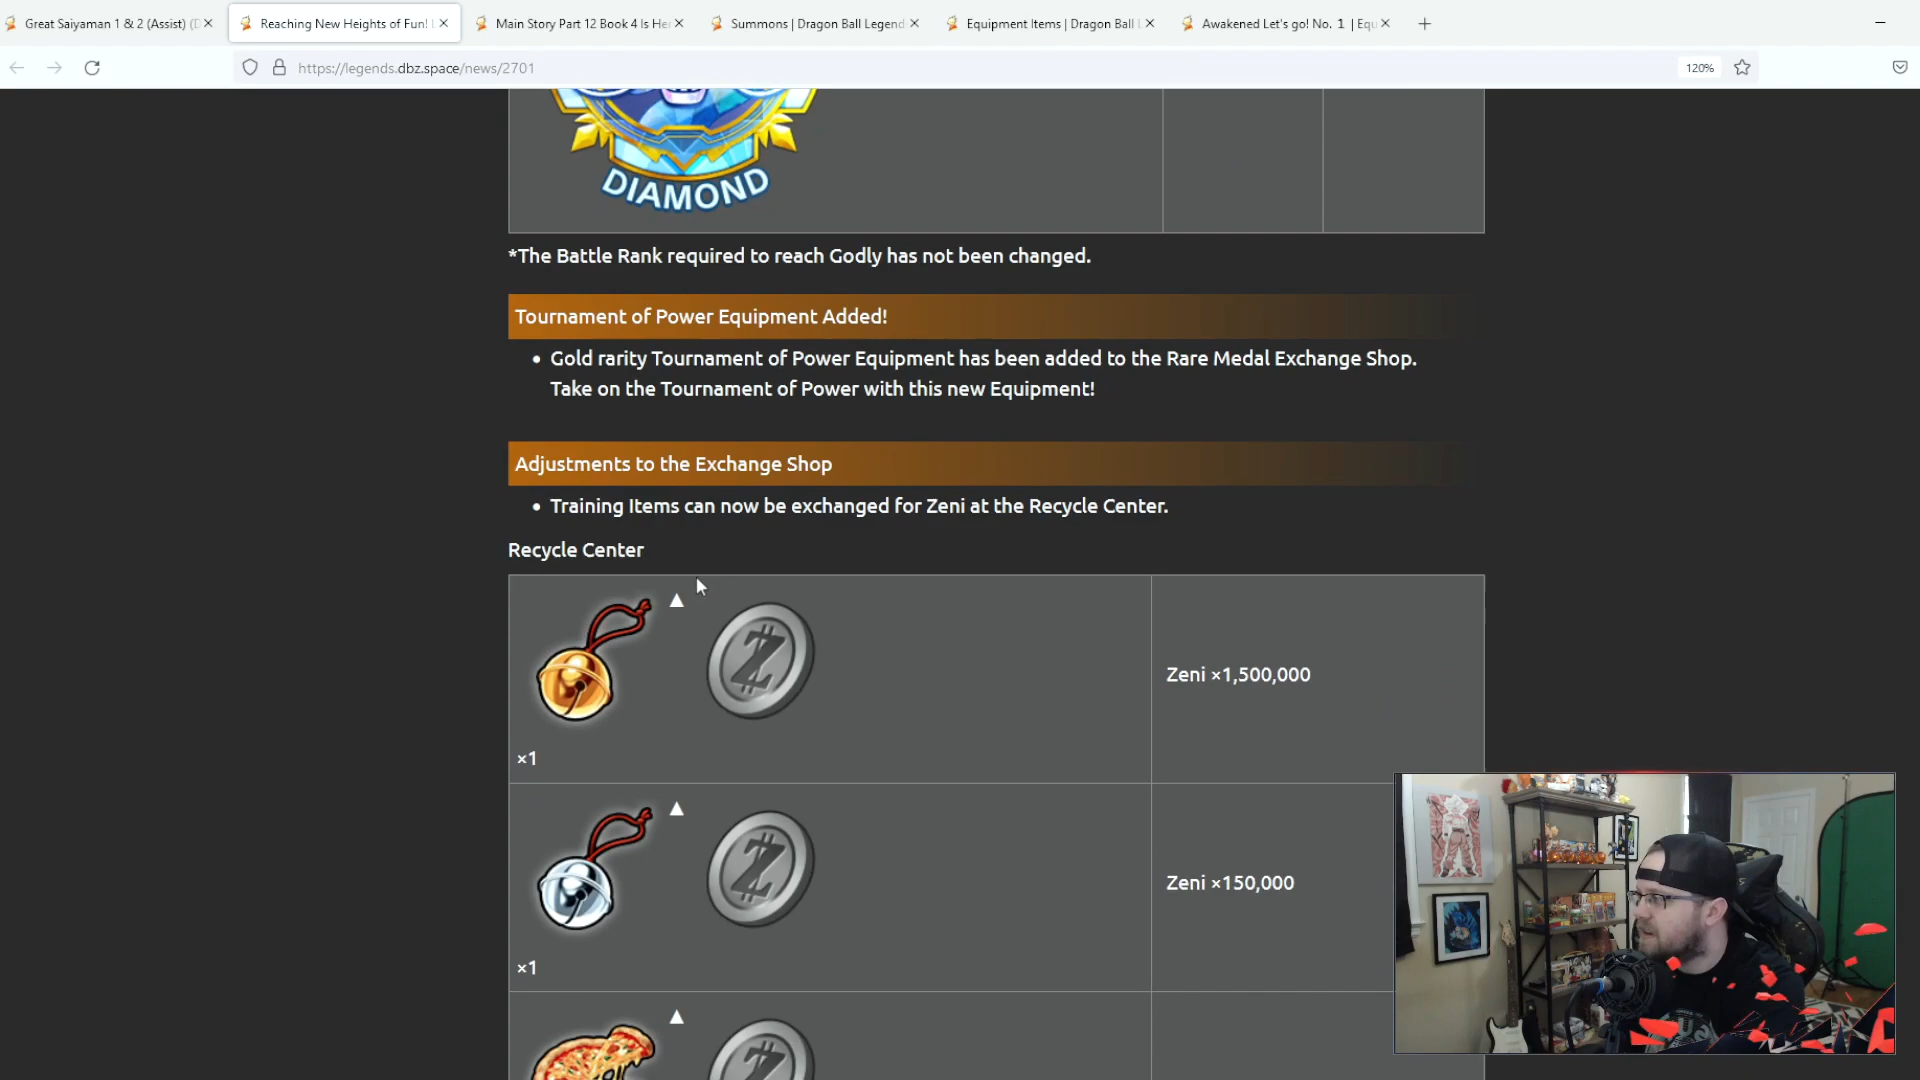 Great Saiyaman 1 & 2 (Assist) (D
Reaching New Heights of Fun!
Main Story Part 12 Book 4 Is He
Summons | Dragon Ball Legend
Equipment Items | Dragon Ball L
Awakened Let's go! No. 1 | Equ
https://legends.dbz.space/news/2701
120%
DIAMOND
*The Battle Rank required to reach Godly has not been changed.
Tournament of Power Equipment Added!
• Gold rarity Tournament of Power Equipment has been added to the Rare Medal Exchange Shop.
Take on the Tournament of Power with this new Equipment!
Adjustments to the Exchange Shop
• Training Items can now be exchanged for Zeni at the Recycle Center.
Recycle Center
▲
Zeni ×1,500,000
×1
▲
Zeni ×150,000
×1
▲